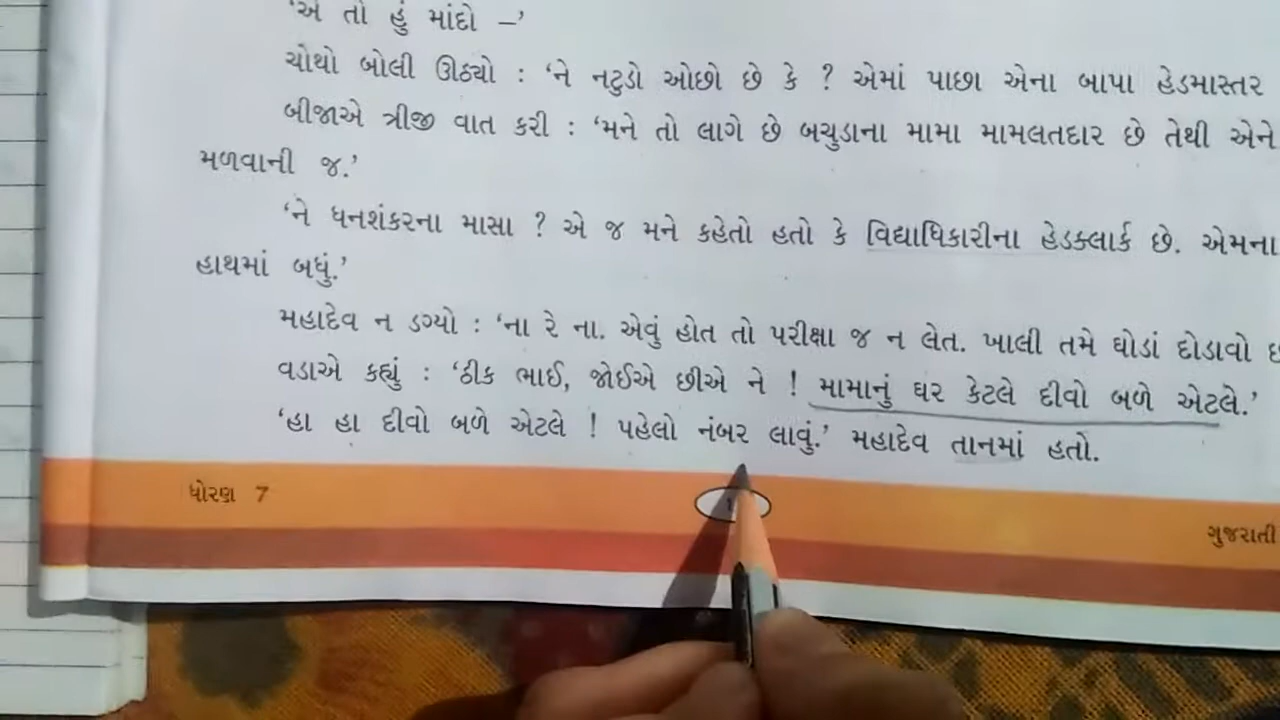 'એ તો હું માંદો –'
ચોથો બોલી ઊઠ્યો : 'ને નટુડો ઓછો છે કે ? એમાં પાછા એના બાપા હેડમાસ્તર
બીજાએ ત્રીજી વાત કરી : 'મને તો લાગે છે બચુડાના મામા મામલતદાર છે તેથી એને
મળવાની જ.'
'ને ધનશંકરના માસા ? એ જ મને કહેતો હતો કે વિદ્યાધિકારીના હેડક્લાર્ક છે. એમના
હાથમાં બધું.'
મહાદેવ ન ડગ્યો : 'ના રે ના. એવું હોત તો પરીક્ષા જ ન લેત. ખાલી તમે ઘોડાં દોડાવો
વડાએ કહ્યું : 'ઠીક ભાઈ, જોઈએ છીએ ને ! મામાનું ઘર કેટલે દીવો બળે એટલે.'
'હા હા દીવો બળે એટલે ! પહેલો નંબર લાવું.' મહાદેવ તાનમાં હતો.
ધોરણ 7
ગુજરાતી